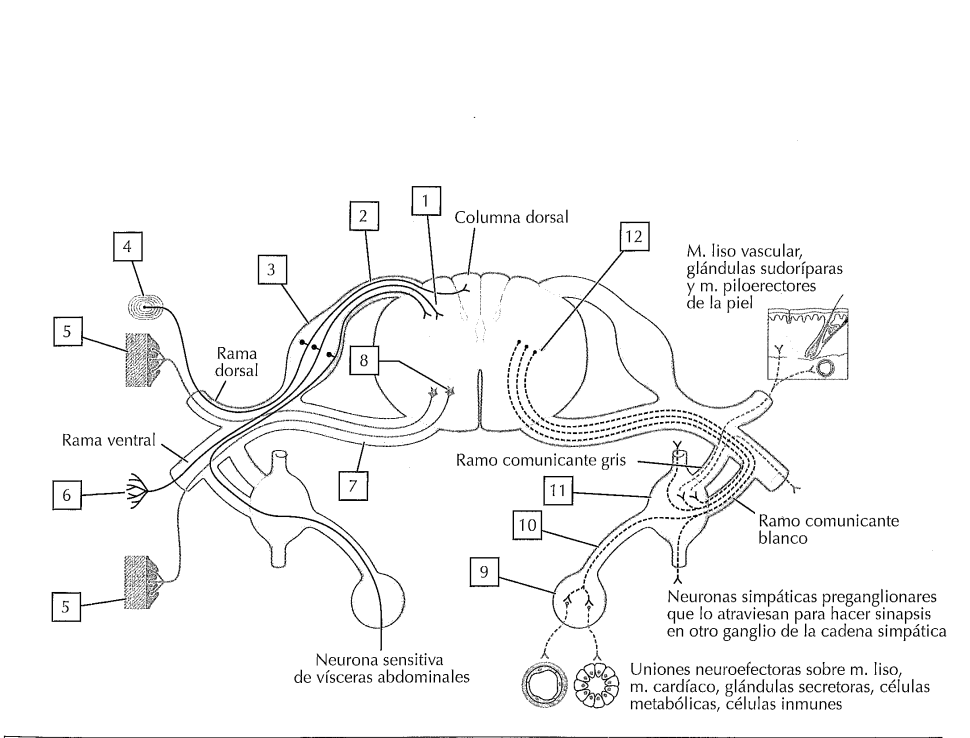 1
2
Columna dorsal
12
4
3
M. liso vascular,
glándulas sudoríparas
y m. piloerectores
de la piel
5
Rama
dorsal
8
Rama ventral
Ramo comunicante gris
6
7
11
10
Ramo comunicante
blanco
9
5
Neuronas simpáticas preganglionares
que lo atraviesan para hacer sinapsis
en otro ganglio de la cadena simpática
Neurona sensitiva
de vísceras abdominales
Uniones neuroefectoras sobre m. liso,
m. cardíaco, glándulas secretoras, células
metabólicas, células inmunes